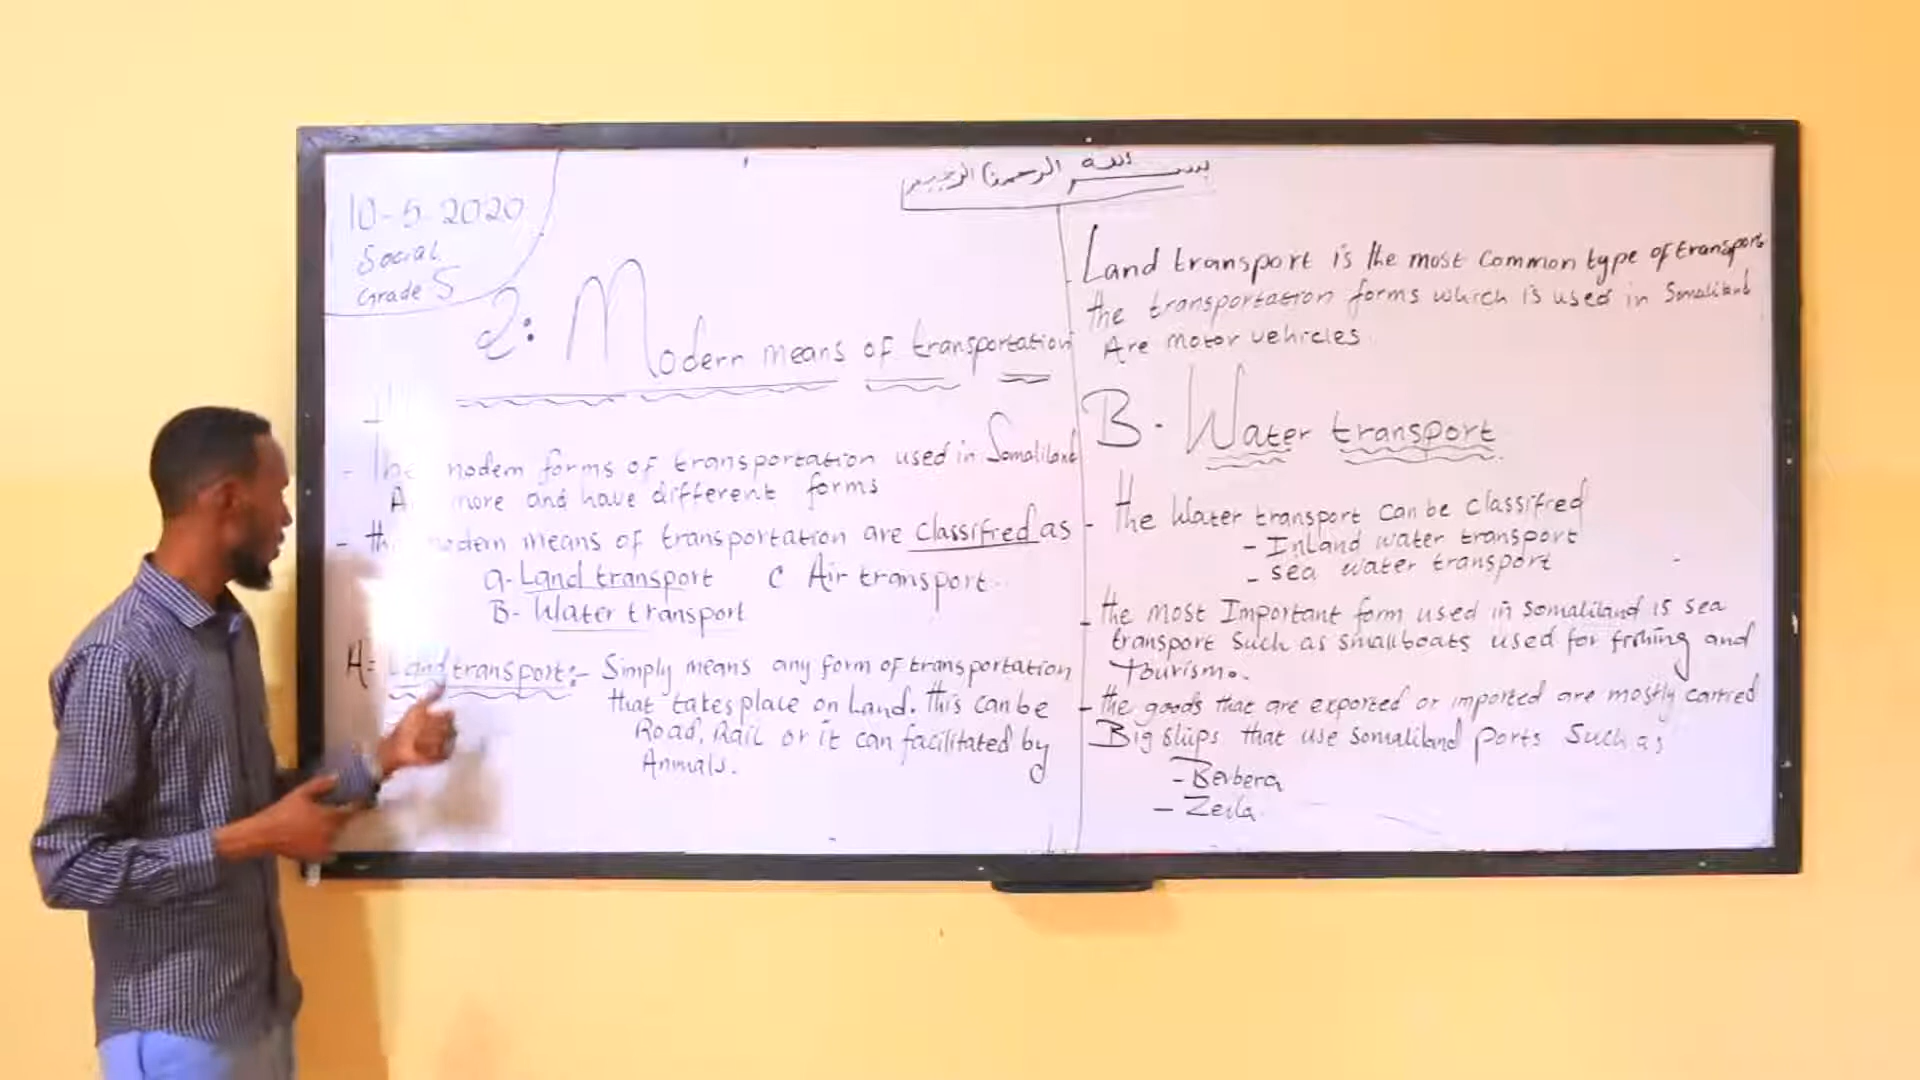 بسم الله الرحمن الرحيم
10-5-2020
Social
Grade 5
2: Modern means of transportation
- The modern forms of transportation used in Somaliland
A more and have different forms
- the modern means of transportation are classified as
a- Land transport C Air transport..
B- Water transport
A= Land transport:- Simply means any form of transportation
that takes place on Land. this can be
Road, Rail or it can facilitated by
Animals.
Land transport is the most common type of transport
the transportation forms which is used in Somaliland
Are motor vehicles.
B. Water transport
- the Water transport can be classified
- Inland water transport
- sea water transport
- the most Important form used in somaliland is sea
transport such as smallboats used for fishing and
Tourism.
- the goods that are exported or imported are mostly carried
Big ships that use somaliland ports such as
- Berbera
- Zeila.